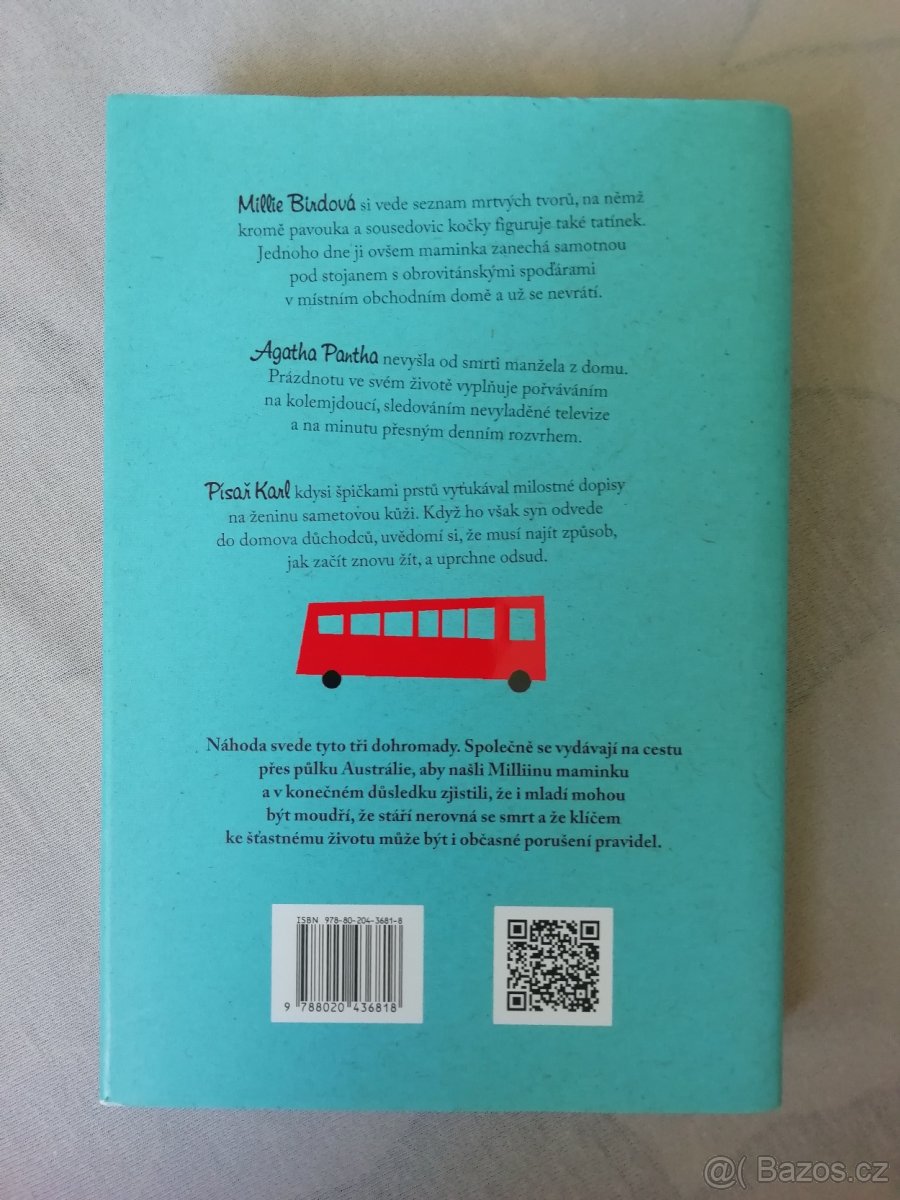 Millie Birdová si vede seznam mrtvých tvorů, na němž
kromě pavouka a sousedovic kočky figuruje také tatínek.
Jednoho dne ji ovšem maminka zanechá samotnou
pod stojanem s obrovitánskými spoďárami
v místním obchodním domě a už se nevrátí.
Agatha Pantha nevyšla od smrti manžela z domu.
Prázdnotu ve svém životě vyplňuje pořváváním
na kolemjdoucí, sledováním nevyladěné televize
a na minutu přesným denním rozvrhem.
Písař Karl kdysi špičkami prstů vyťukával milostné dopisy
na ženinu sametovou kůži. Když ho však syn odvede
do domova důchodců, uvědomí si, že musí najít způsob,
jak začít znovu žít, a uprchne odsud.
Náhoda svede tyto tři dohromady. Společně se vydávají na cestu
přes půlku Austrálie, aby našli Milliinu maminku
a v konečném důsledku zjistili, že i mladí mohou
být moudří, že stáří nerovná se smrt a že klíčem
ke šťastnému životu může být i občasné porušení pravidel.
ISBN 978-80-204-3681-8
9 788020 436818
@( Bazos.cz